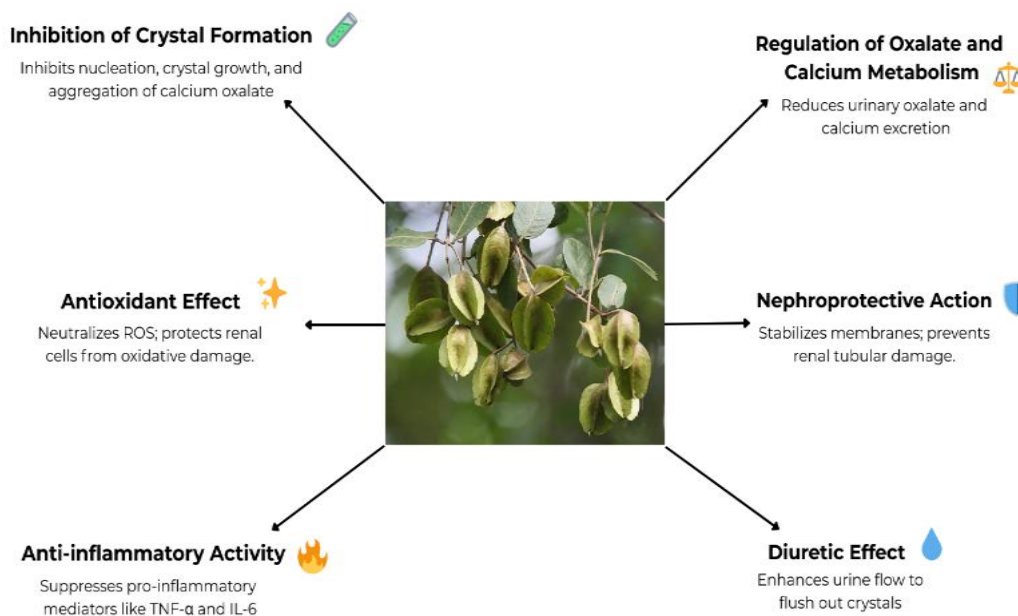 Inhibition of Crystal Formation
Inhibits nucleation, crystal growth, and
aggregation of calcium oxalate
Regulation of Oxalate and
Calcium Metabolism
Reduces urinary oxalate and
calcium excretion
Antioxidant Effect
Neutralizes ROS; protects renal
cells from oxidative damage.
Nephroprotective Action
Stabilizes membranes; prevents
renal tubular damage.
Anti-inflammatory Activity
Suppresses pro-inflammatory
mediators like TNF-α and IL-6
Diuretic Effect
Enhances urine flow to
flush out crystals